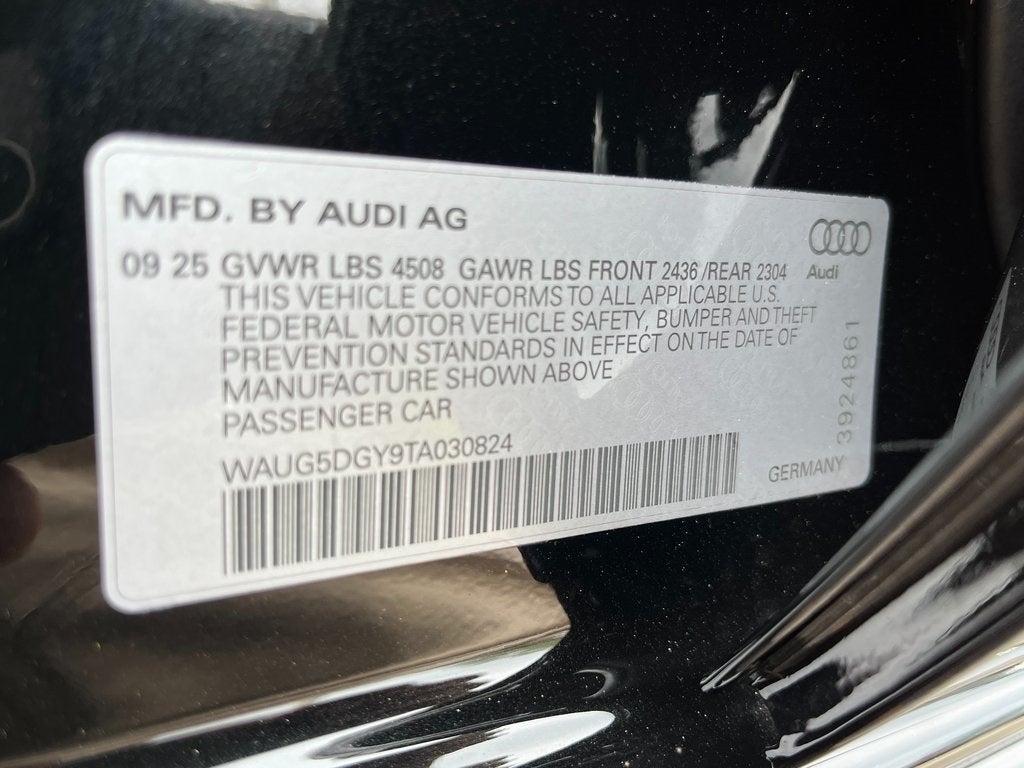 MFD. BY AUDI AG
09 25 GVWR LBS 4508 GAWR LBS FRONT 2436 /REAR 2304
Audi
THIS VEHICLE CONFORMS TO ALL APPLICABLE U.S.
FEDERAL MOTOR VEHICLE SAFETY, BUMPER AND THEFT
PREVENTION STANDARDS IN EFFECT ON THE DATE OF
MANUFACTURE SHOWN ABOVE
PASSENGER CAR
WAUG5DGY9TA030824
GERMANY
3924861